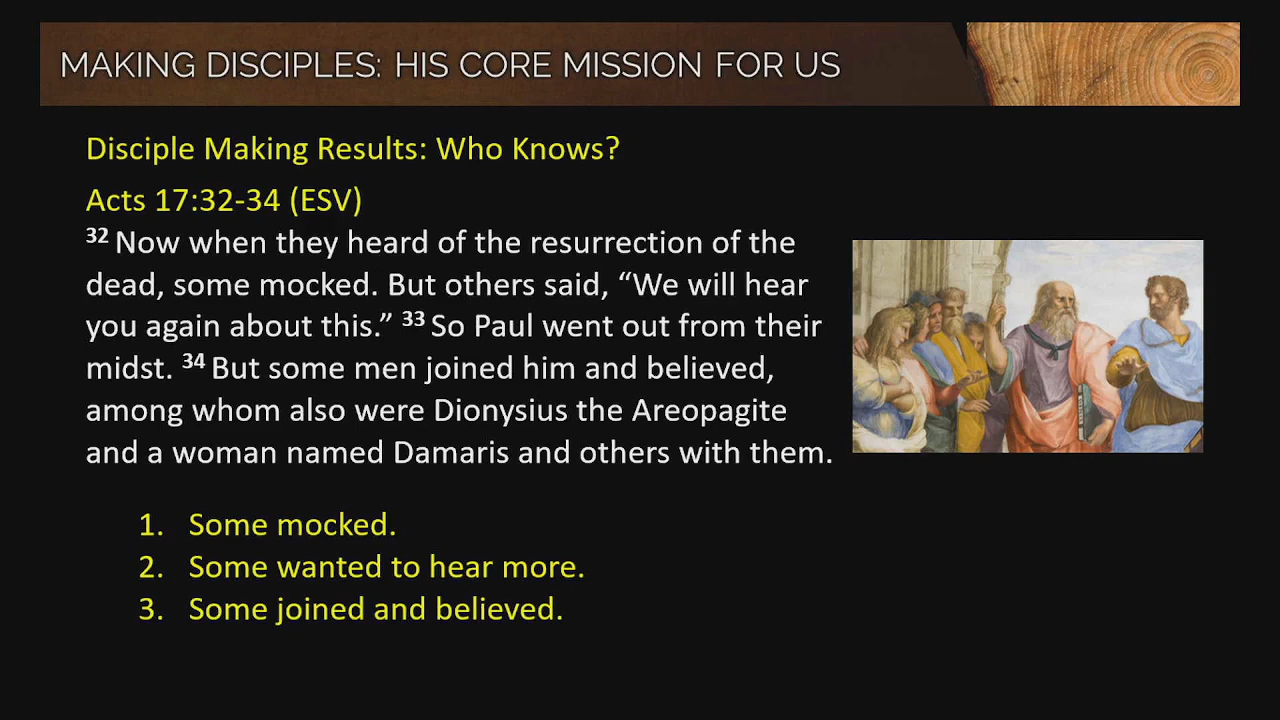 MAKING DISCIPLES: HIS CORE MISSION FOR US
Disciple Making Results: Who Knows?
Acts 17:32-34 (ESV)
32 Now when they heard of the resurrection of the
dead, some mocked. But others said, “We will hear
you again about this.” 33 So Paul went out from their
midst. 34 But some men joined him and believed,
among whom also were Dionysius the Areopagite
and a woman named Damaris and others with them.
1. Some mocked.
2. Some wanted to hear more.
3. Some joined and believed.